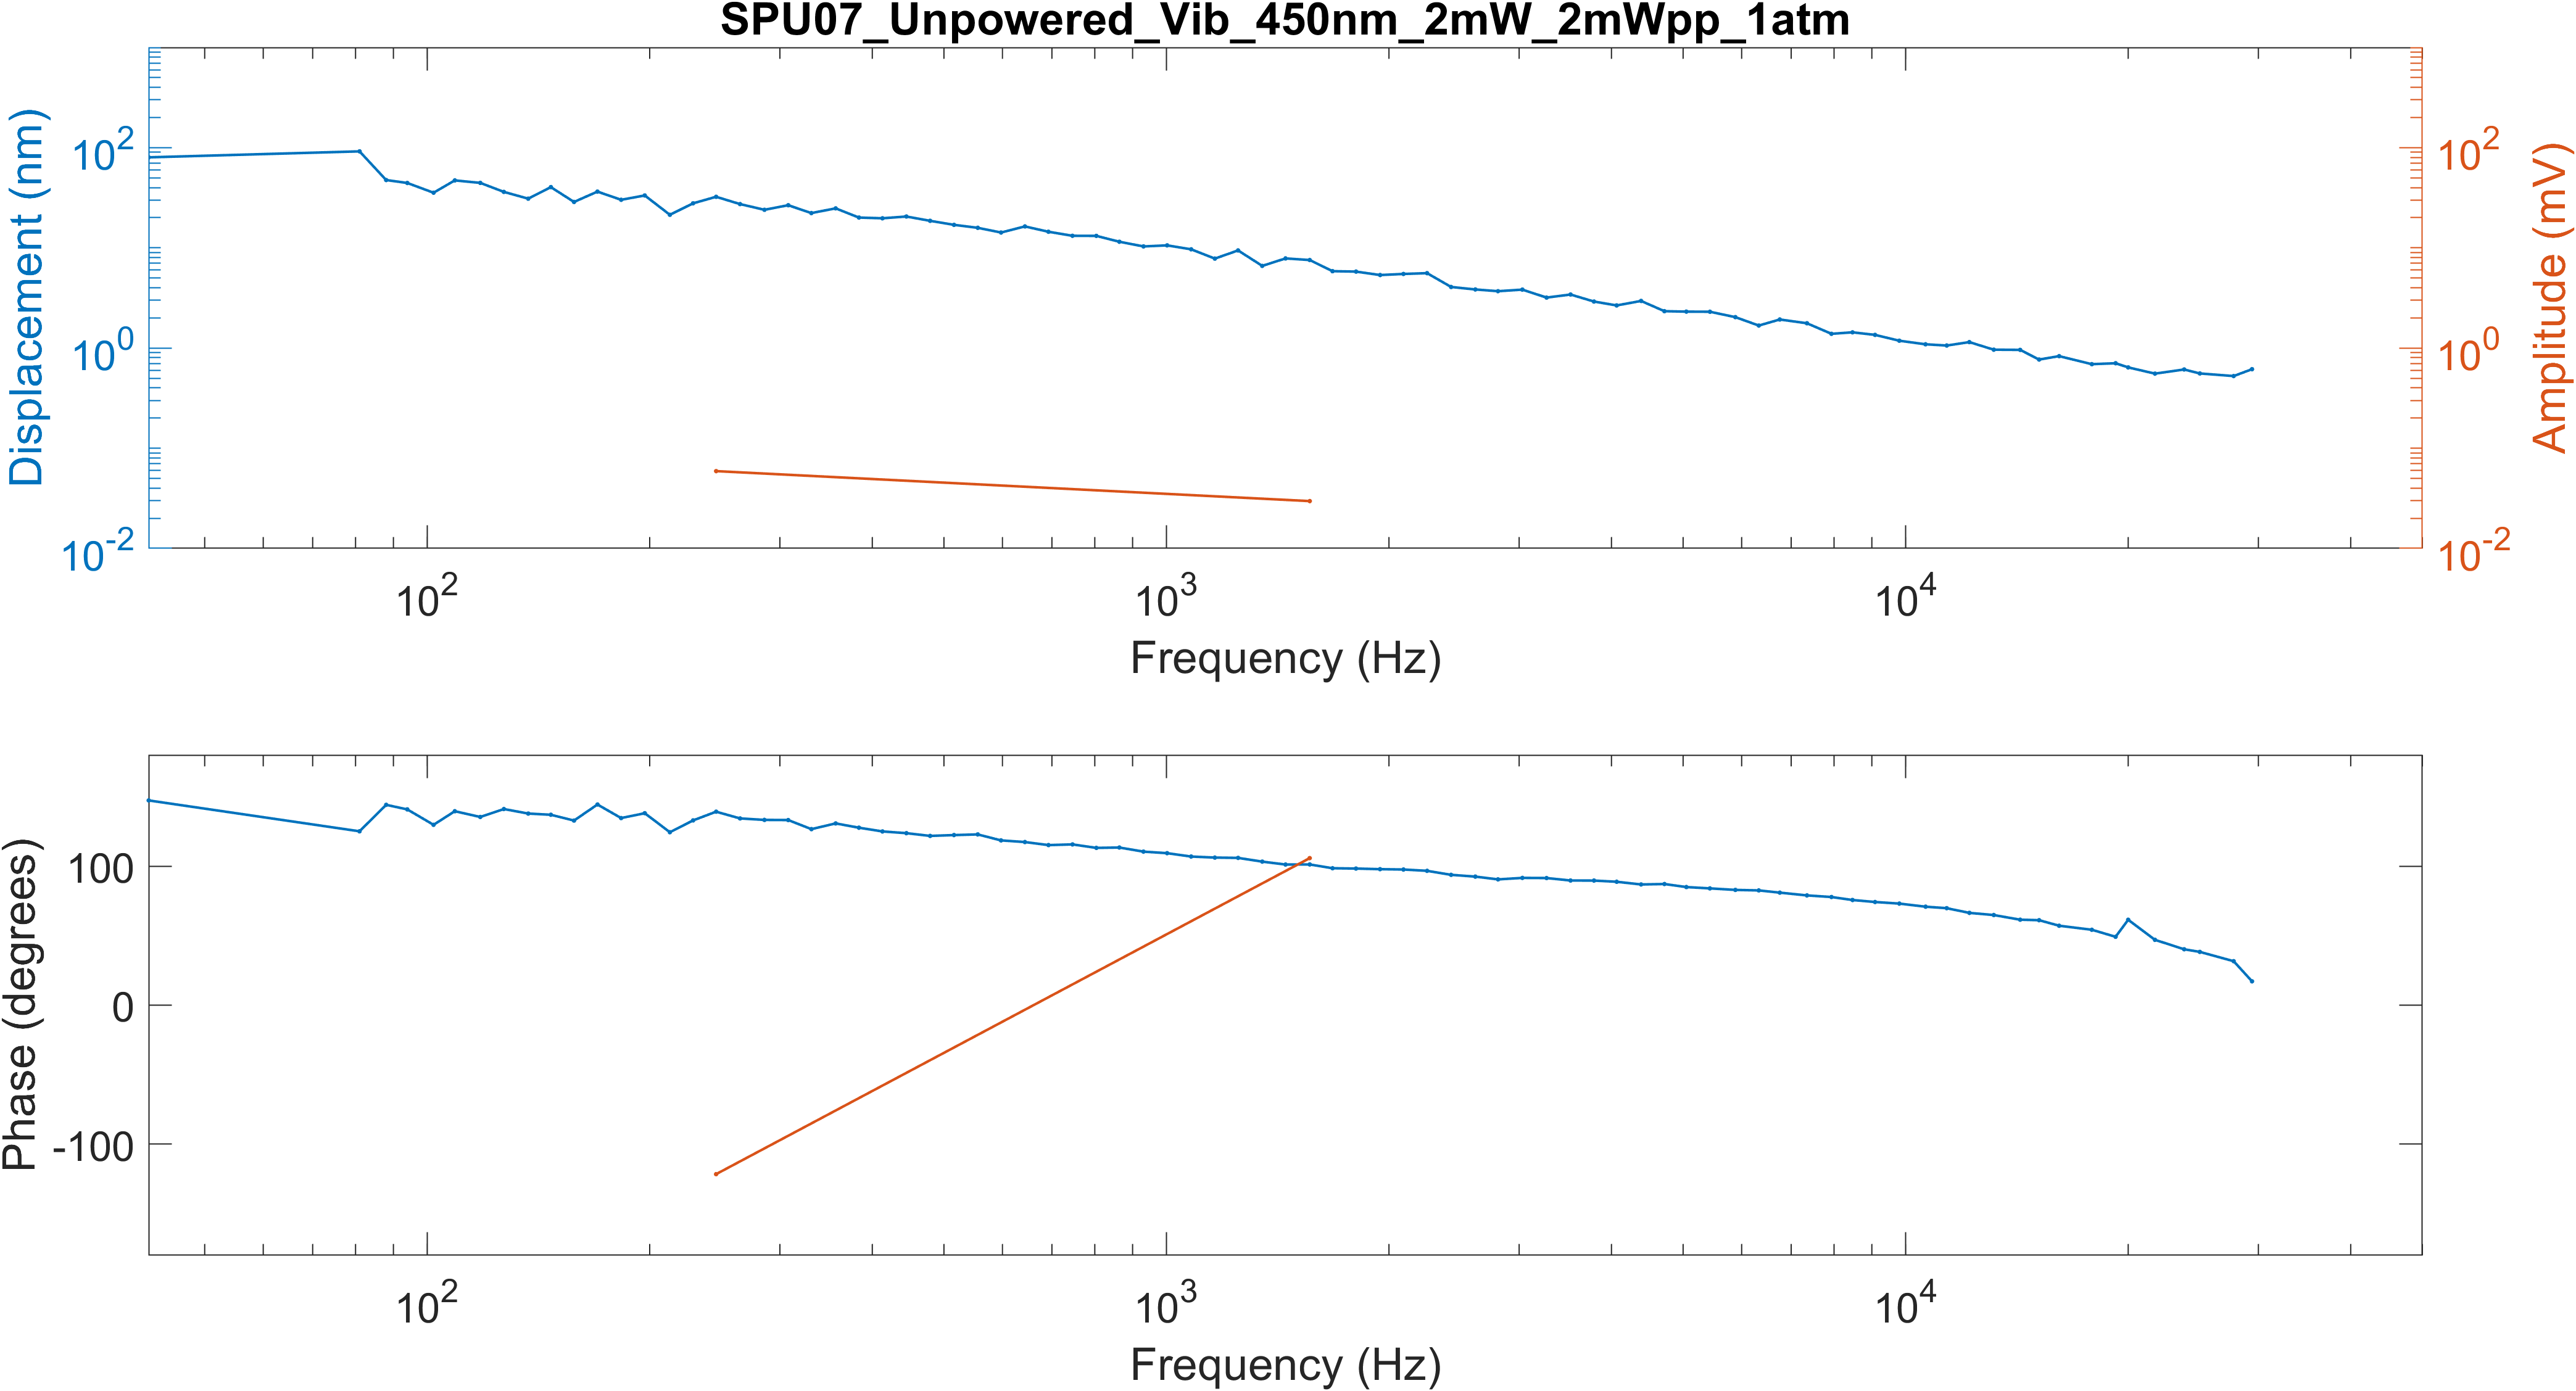 SPU07_Unpowered_Vib_450nm_2mW_2mWpp_1atm
Displacement (nm)
10^2
10^0
10^-2
Amplitude (mV)
10^2
10^0
10^-2
10^2 10^3 10^4
Frequency (Hz)
Phase (degrees)
100
0
-100
10^2 10^3 10^4
Frequency (Hz)